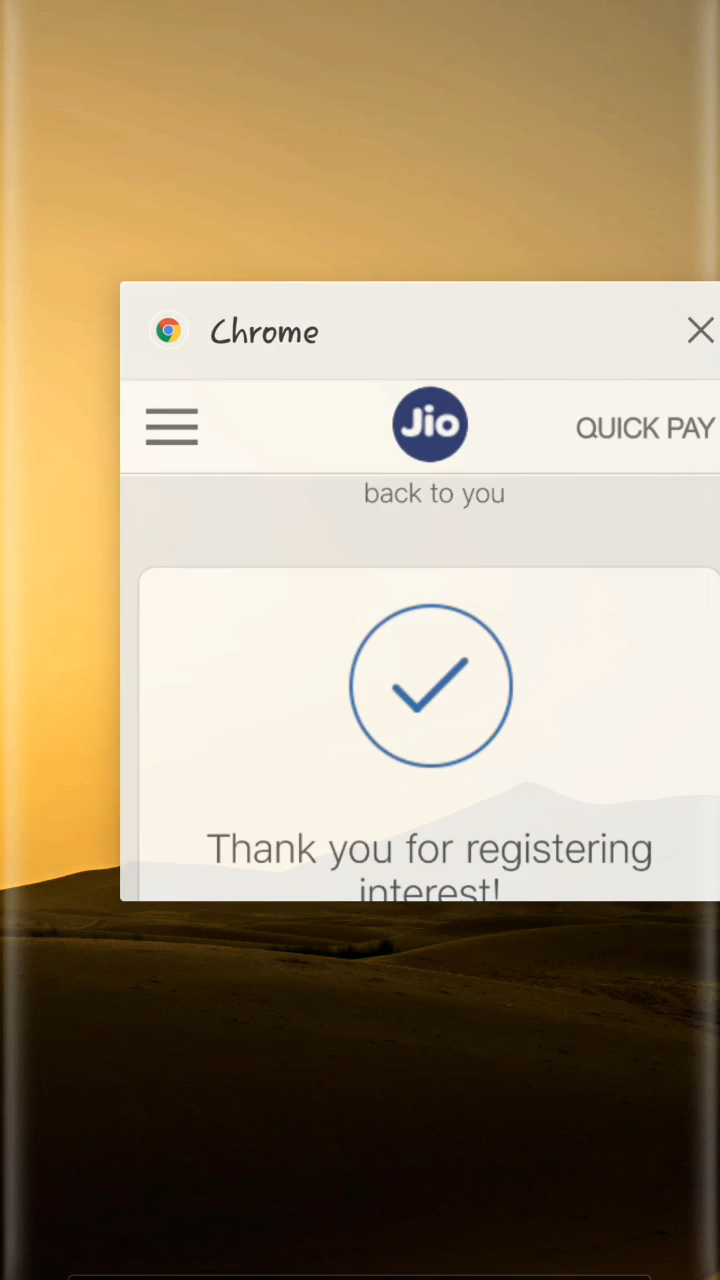 Chrome
Jio
QUICK PAY
back to you
Thank you for registering
interest!